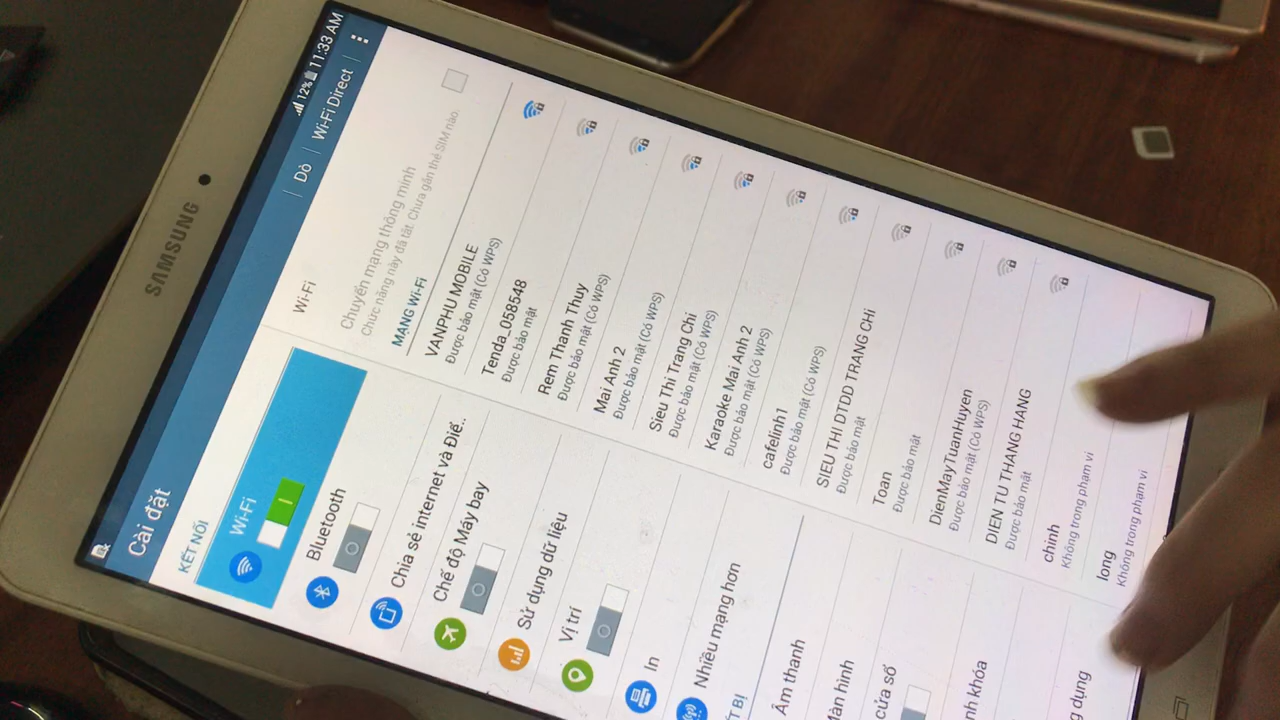 SAMSUNG
12% 11:33 AM
Cài đặt
Dò
Wi-Fi Direct
KẾT NỐI
Wi-Fi
Bluetooth
Chia sẻ internet và Điể..
Chế độ Máy bay
Sử dụng dữ liệu
Vị trí
In
Nhiều mạng hơn
Âm thanh
Màn hình
cửa sổ
Wi-Fi
Chuyển mạng thông minh
Chức năng này đã tắt. Chưa gắn thẻ SIM nào.
MẠNG WI-FI
VANPHU MOBILE
Được bảo mật (Có WPS)
Tenda_058548
Được bảo mật
Rem Thanh Thuy
Được bảo mật (Có WPS)
Mai Anh 2
Được bảo mật (Có WPS)
Sieu Thi Trang Chi
Được bảo mật (Có WPS)
Karaoke Mai Anh 2
Được bảo mật (Có WPS)
cafelinh1
Được bảo mật (Có WPS)
SIEU THI DTDD TRANG CHI
Được bảo mật
Toan
Được bảo mật
DienMayTuanHuyen
Được bảo mật (Có WPS)
DIEN TU THANG HANG
Được bảo mật
chinh
Không trong phạm vi
long
Không trong phạm vi